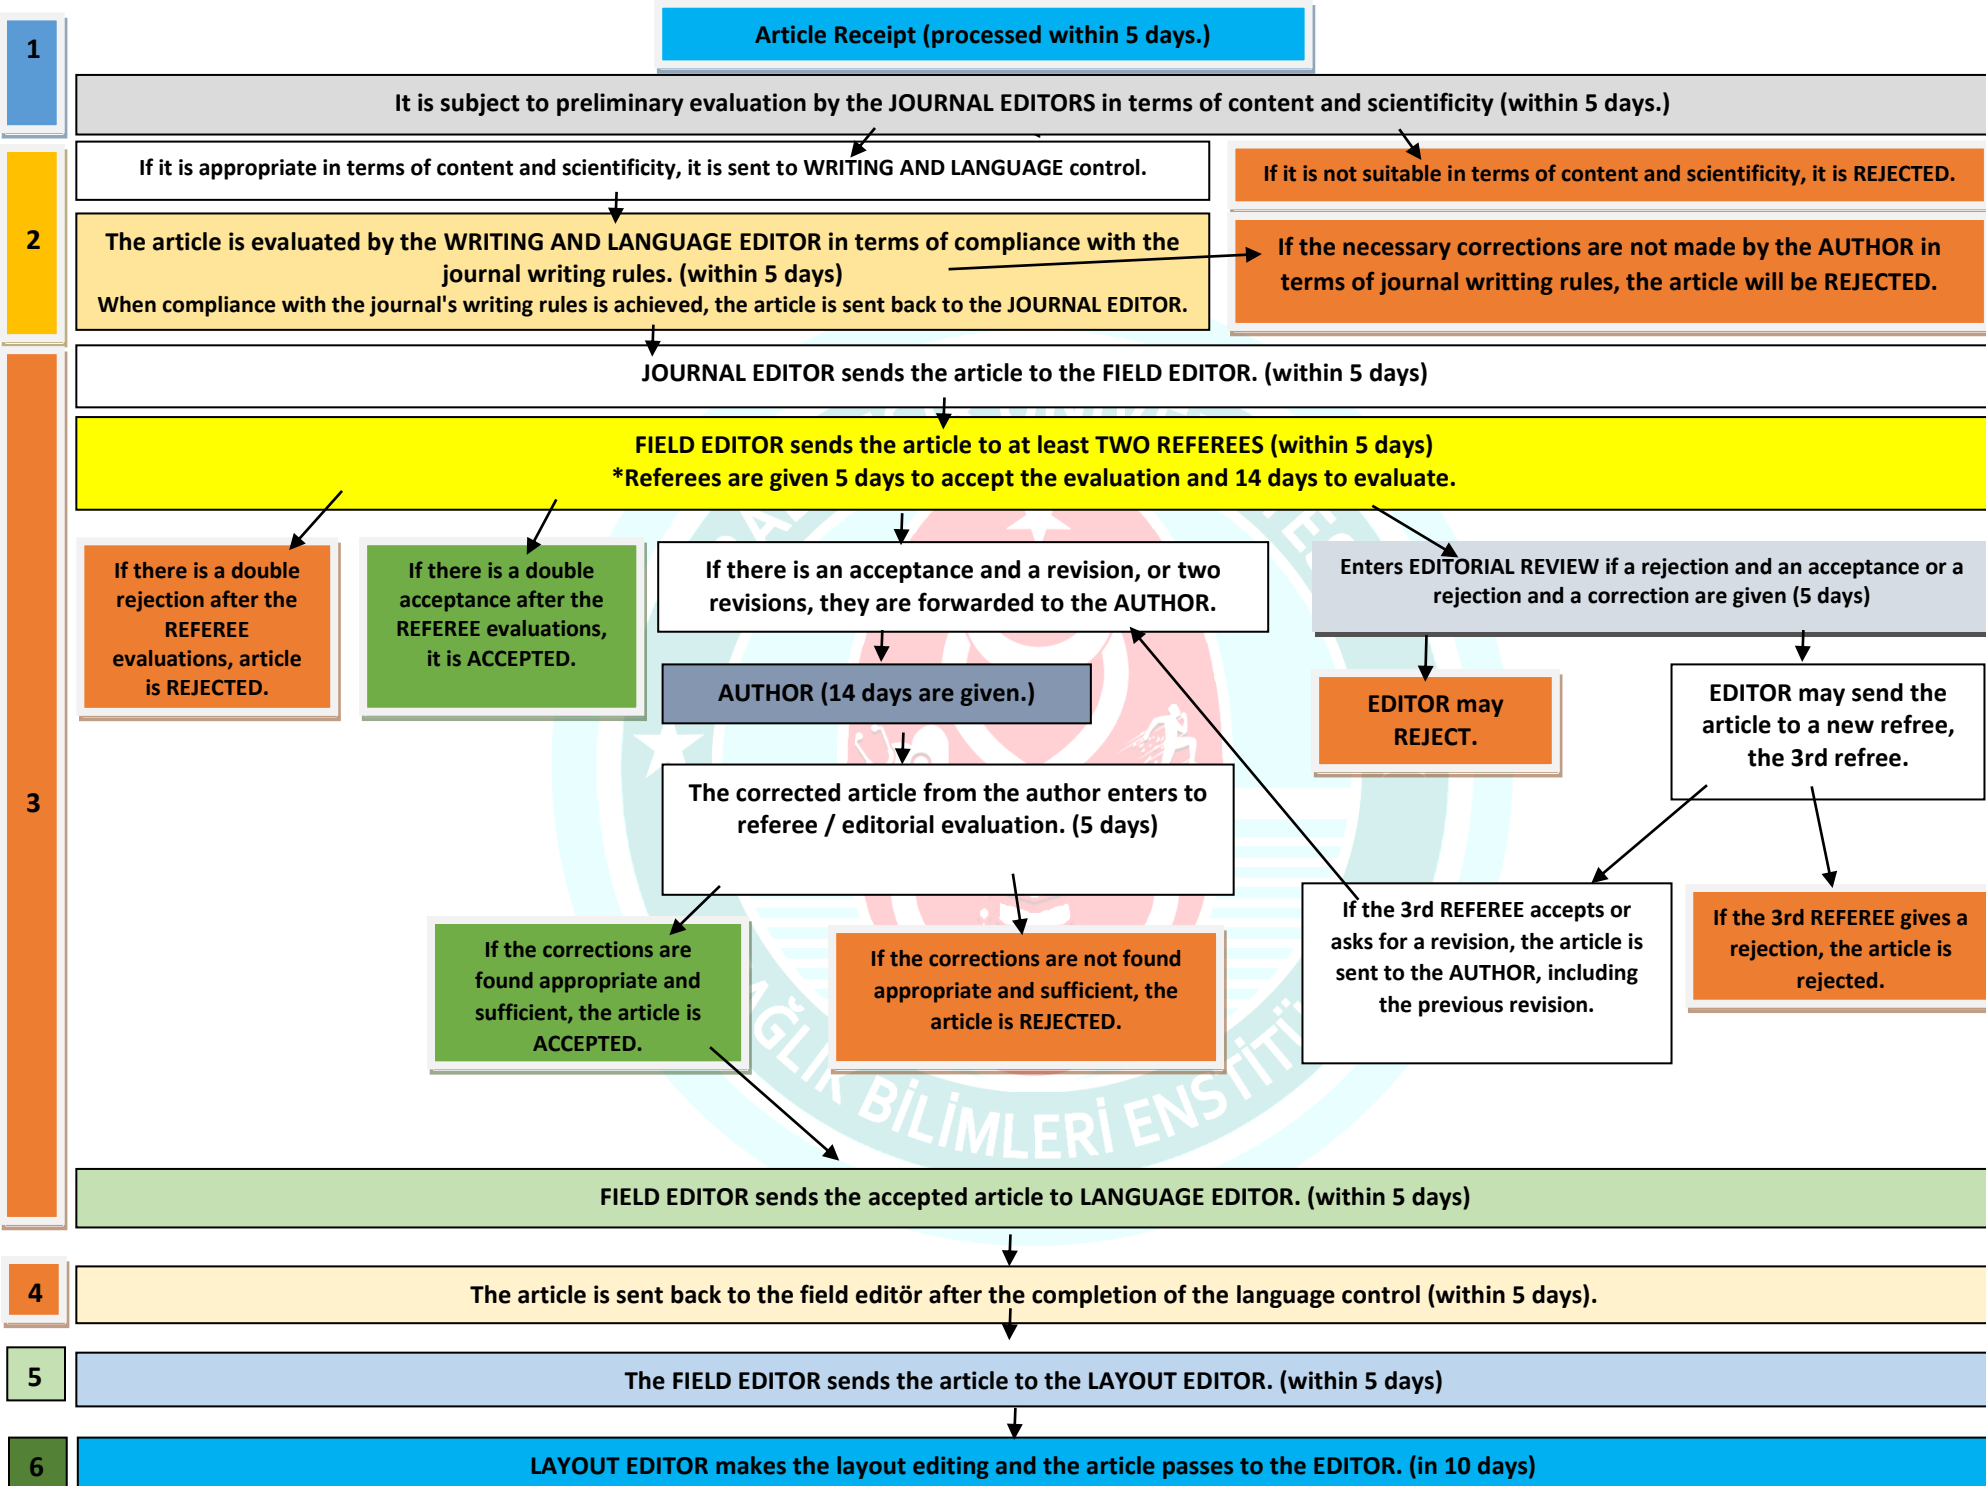 1
Article Receipt (processed within 5 days.)
It is subject to preliminary evaluation by the JOURNAL EDITORS in terms of content and scientificity (within 5 days.)
2
If it is appropriate in terms of content and scientificity, it is sent to WRITING AND LANGUAGE control.
If it is not suitable in terms of content and scientificity, it is REJECTED.
The article is evaluated by the WRITING AND LANGUAGE EDITOR in terms of compliance with the
journal writing rules. (within 5 days)
When compliance with the journal's writing rules is achieved, the article is sent back to the JOURNAL EDITOR.
If the necessary corrections are not made by the AUTHOR in
terms of journal writting rules, the article will be REJECTED.
3
JOURNAL EDITOR sends the article to the FIELD EDITOR. (within 5 days)
FIELD EDITOR sends the article to at least TWO REFEREES (within 5 days)
*Referees are given 5 days to accept the evaluation and 14 days to evaluate.
If there is a double
rejection after the
REFEREE
evaluations, article
is REJECTED.
If there is a double
acceptance after the
REFEREE evaluations,
it is ACCEPTED.
If there is an acceptance and a revision, or two
revisions, they are forwarded to the AUTHOR.
Enters EDITORIAL REVIEW if a rejection and an acceptance or a
rejection and a correction are given (5 days)
AUTHOR (14 days are given.)
EDITOR may
REJECT.
EDITOR may send the
article to a new refree,
the 3rd refree.
The corrected article from the author enters to
referee / editorial evaluation. (5 days)
If the corrections are
found appropriate and
sufficient, the article is
ACCEPTED.
If the corrections are not found
appropriate and sufficient, the
article is REJECTED.
If the 3rd REFEREE accepts or
asks for a revision, the article is
sent to the AUTHOR, including
the previous revision.
If the 3rd REFEREE gives a
rejection, the article is
rejected.
BİLİMLERİ
FIELD EDITOR sends the accepted article to LANGUAGE EDITOR. (within 5 days)
4
The article is sent back to the field editör after the completion of the language control (within 5 days).
5
The FIELD EDITOR sends the article to the LAYOUT EDITOR. (within 5 days)
6
LAYOUT EDITOR makes the layout editing and the article passes to the EDITOR. (in 10 days)